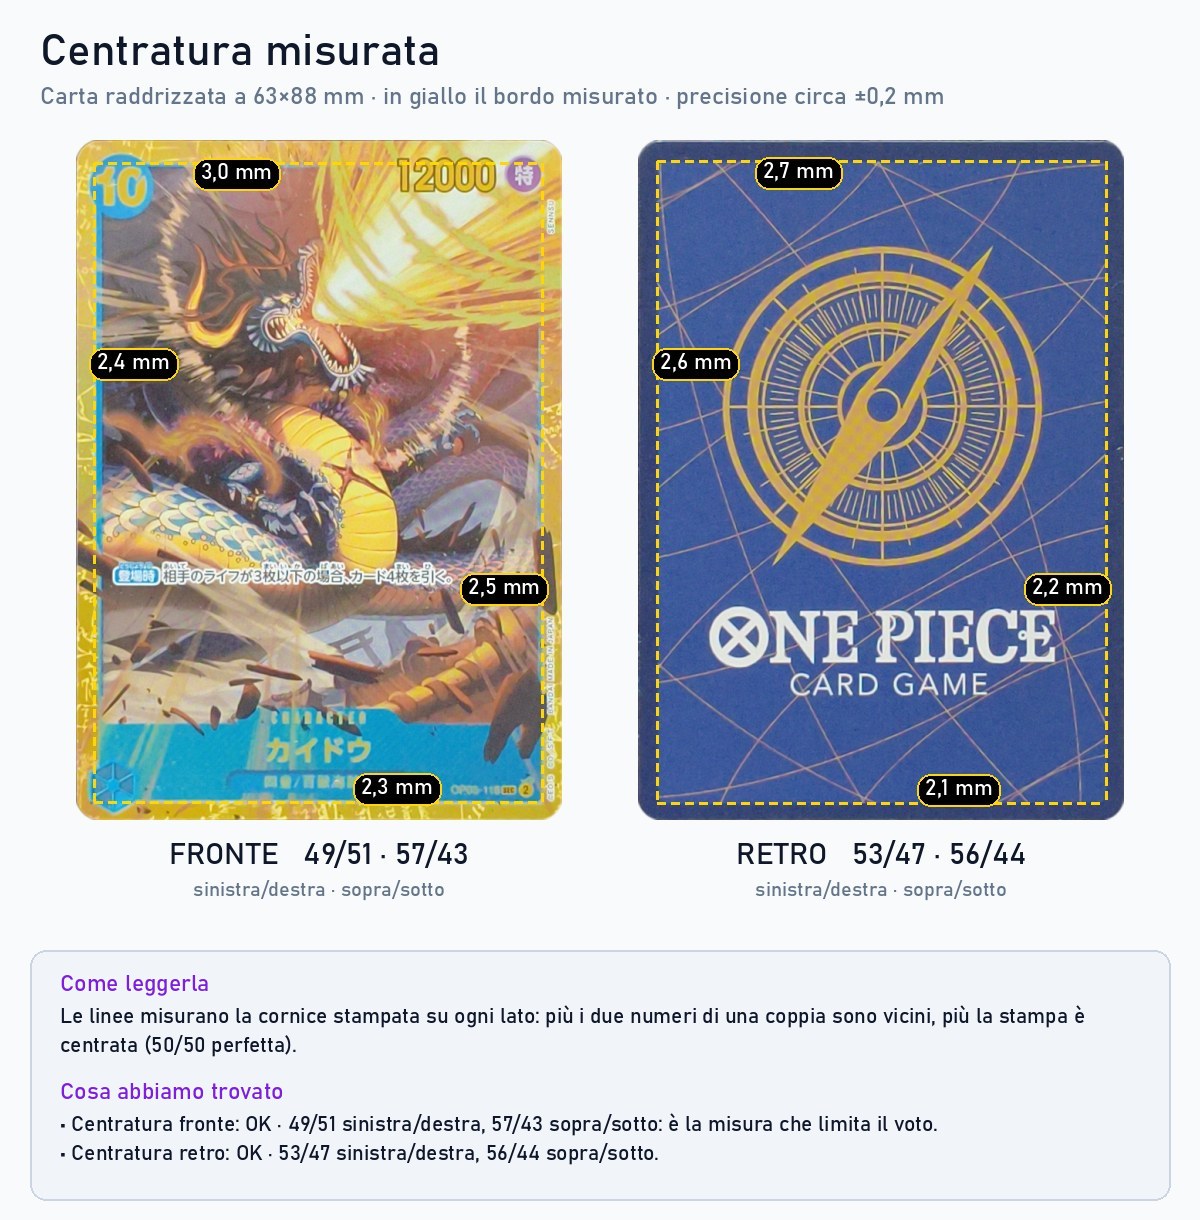 Centratura misurata
Carta raddrizzata a 63×88 mm · in giallo il bordo misurato · precisione circa ±0,2 mm
10
3,0 mm
12000
特
2,7 mm
2,4 mm
2,6 mm
登場時 相手のライフが3枚以下の場合、カード4枚を引く。
2,5 mm
2,2 mm
ONE PIECE
CARD GAME
CHARACTER
カイドウ
2,3 mm
SEC 2
2,1 mm
FRONTE 49/51 · 57/43
sinistra/destra · sopra/sotto
RETRO 53/47 · 56/44
sinistra/destra · sopra/sotto
Come leggerla
Le linee misurano la cornice stampata su ogni lato: più i due numeri di una coppia sono vicini, più la stampa è
centrata (50/50 perfetta).
Cosa abbiamo trovato
• Centratura fronte: OK · 49/51 sinistra/destra, 57/43 sopra/sotto: è la misura che limita il voto.
• Centratura retro: OK · 53/47 sinistra/destra, 56/44 sopra/sotto.